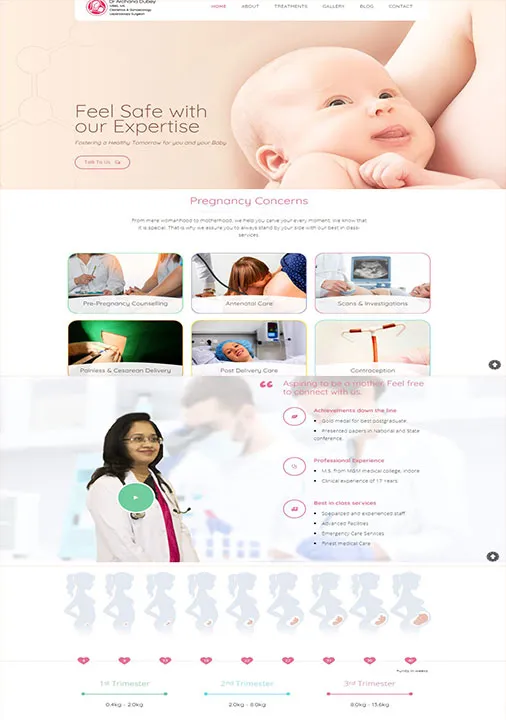 Dr Archana Dubey
MBBS, MS
Obstetrics & Gynaecology
Laparoscopic Surgeon
HOME ABOUT TREATMENTS GALLERY BLOG CONTACT
Feel Safe with
our Expertise
Fostering a Healthy Tomorrow for you and your Baby
Talk To Us
Pregnancy Concerns
From mere womanhood to motherhood, we help you carve your every moment. We know that
it is special. That is why we assure you to always stand by your side with our best in class
services.
Pre-Pregnancy Counselling
Antenatal Care
Scans & Investigations
Painless & Cesarean Delivery
Post Delivery Care
Contraception
Aspiring to be a mother. Feel free
to connect with us.
Achievements down the line
Gold medal for best postgraduate.
Presented papers in National and State
conference.
Professional Experience
M.S. from MGM medical college, Indore
Clinical experience of 17 Years.
Best in class services
Specialized and experienced staff
Advanced Facilities
Emergency Care Services
Finest Medical Care
1st Trimester
2nd Trimester
3rd Trimester
0.4kg - 2.0kg
2.0kg - 8.0kg
8.0kg - 13.6kg